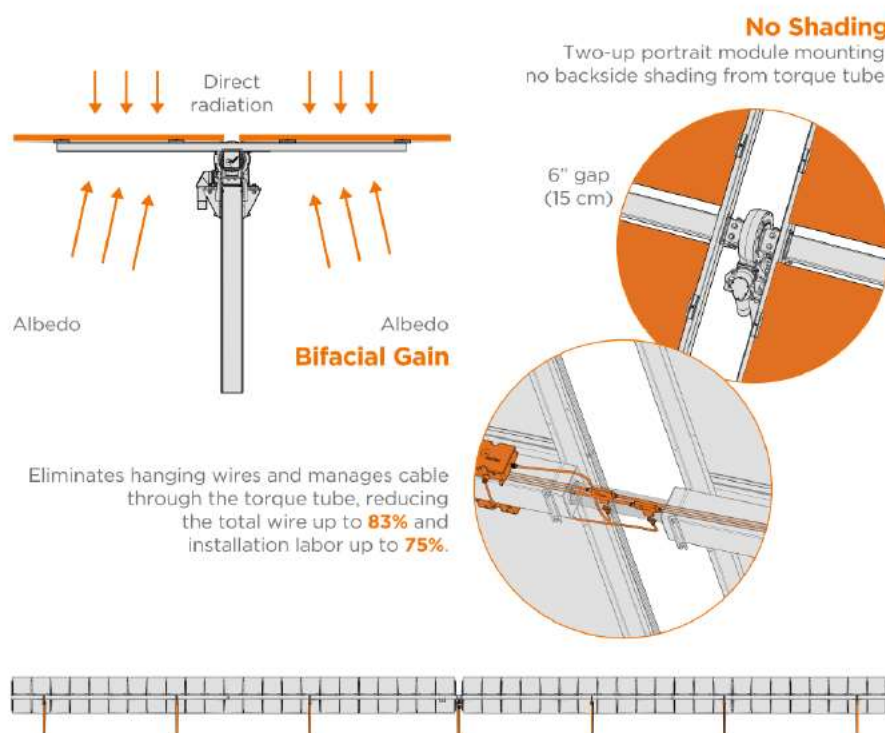 No Shading
Two-up portrait module mounting
no backside shading from torque tube
Direct
radiation
6" gap
(15 cm)
Albedo
Albedo
Bifacial Gain
Eliminates hanging wires and manages cable
through the torque tube, reducing
the total wire up to 83% and
installation labor up to 75%.